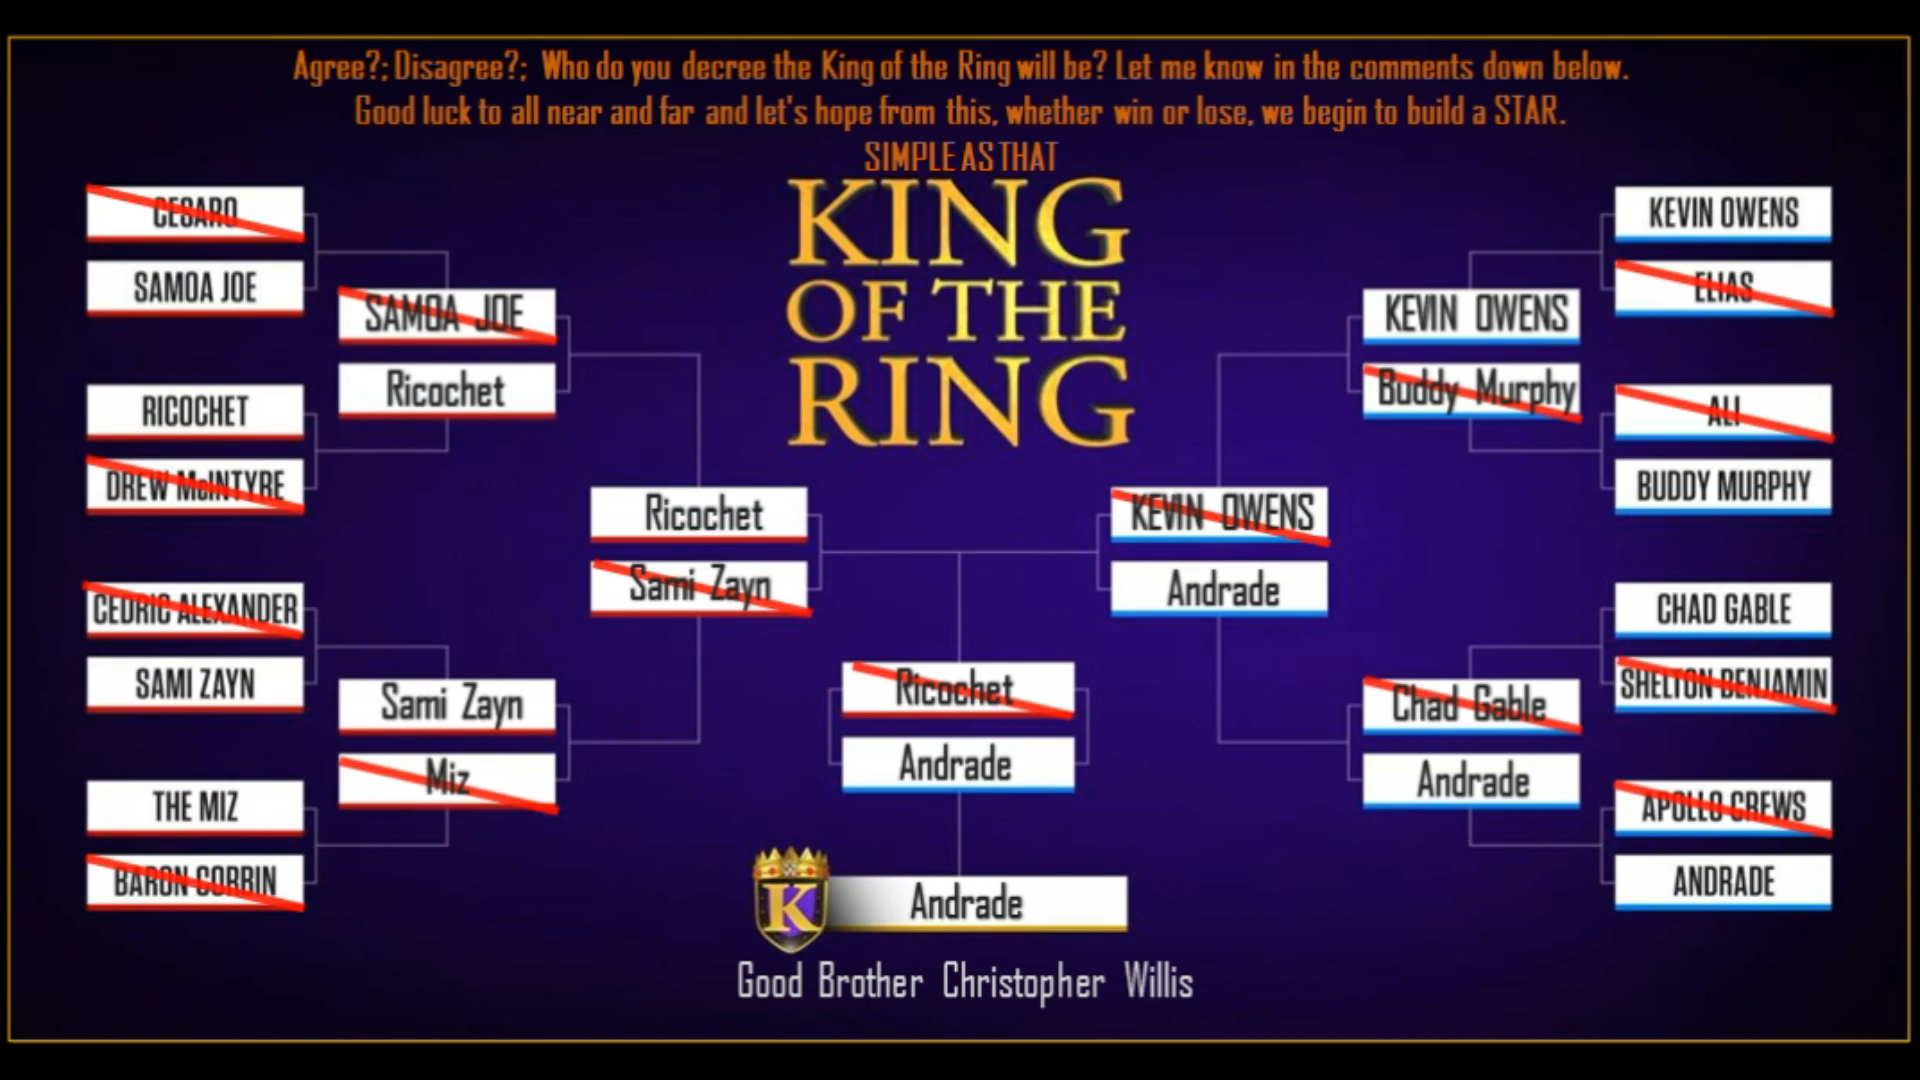 Agree?; Disagree?;  Who do you decree the King of the Ring will be? Let me know in the comments down below.
Good luck to all near and far and let's hope from this, whether win or lose, we begin to build a STAR.
SIMPLE AS THAT
KING
OF THE
RING
CESARO
SAMOA JOE
RICOCHET
DREW McINTYRE
CEDRIC ALEXANDER
SAMI ZAYN
THE MIZ
BARON CORBIN
SAMOA JOE
Ricochet
Sami Zayn
Miz
Ricochet
Sami Zayn
Ricochet
Andrade
K
Andrade
Good Brother Christopher Willis
KEVIN OWENS
Andrade
KEVIN OWENS
Buddy Murphy
Chad Gable
Andrade
KEVIN OWENS
ELIAS
ALI
BUDDY MURPHY
CHAD GABLE
SHELTON BENJAMIN
APOLLO CREWS
ANDRADE